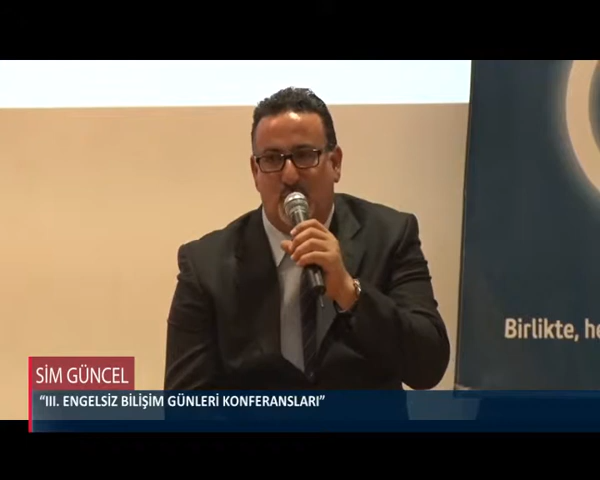 Birlikte, he
SİM GÜNCEL
"III. ENGELSİZ BİLİŞİM GÜNLERİ KONFERANSLARI"